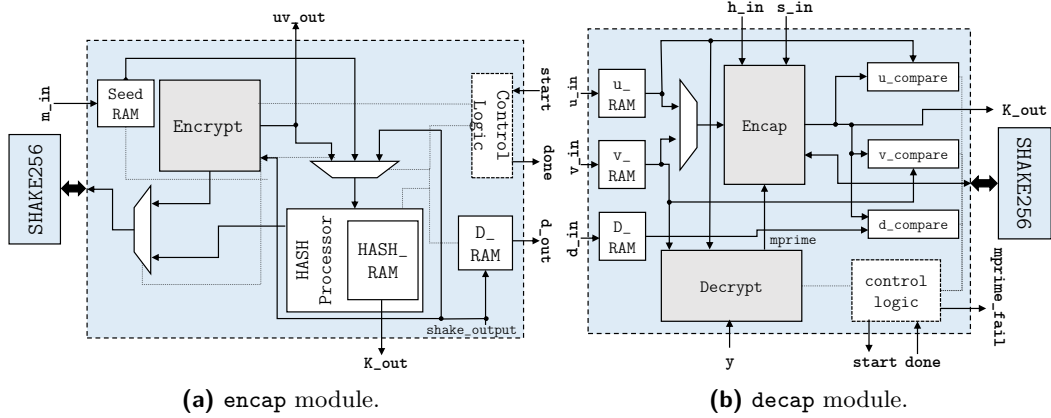 uv_out
m_in
Seed
RAM
Encrypt
Control
Logic
start
done
SHAKE256
HASH
Processor
HASH_
RAM
D_
RAM
d_out
shake_output
K_out
(a) encap module.
h_in
s_in
u_in
u_
RAM
v_in
v_
RAM
d_in
D_
RAM
Encap
u_compare
K_out
v_compare
d_compare
SHAKE256
mprime
Decrypt
control
logic
mprime_fail
y
start
done
(b) decap module.